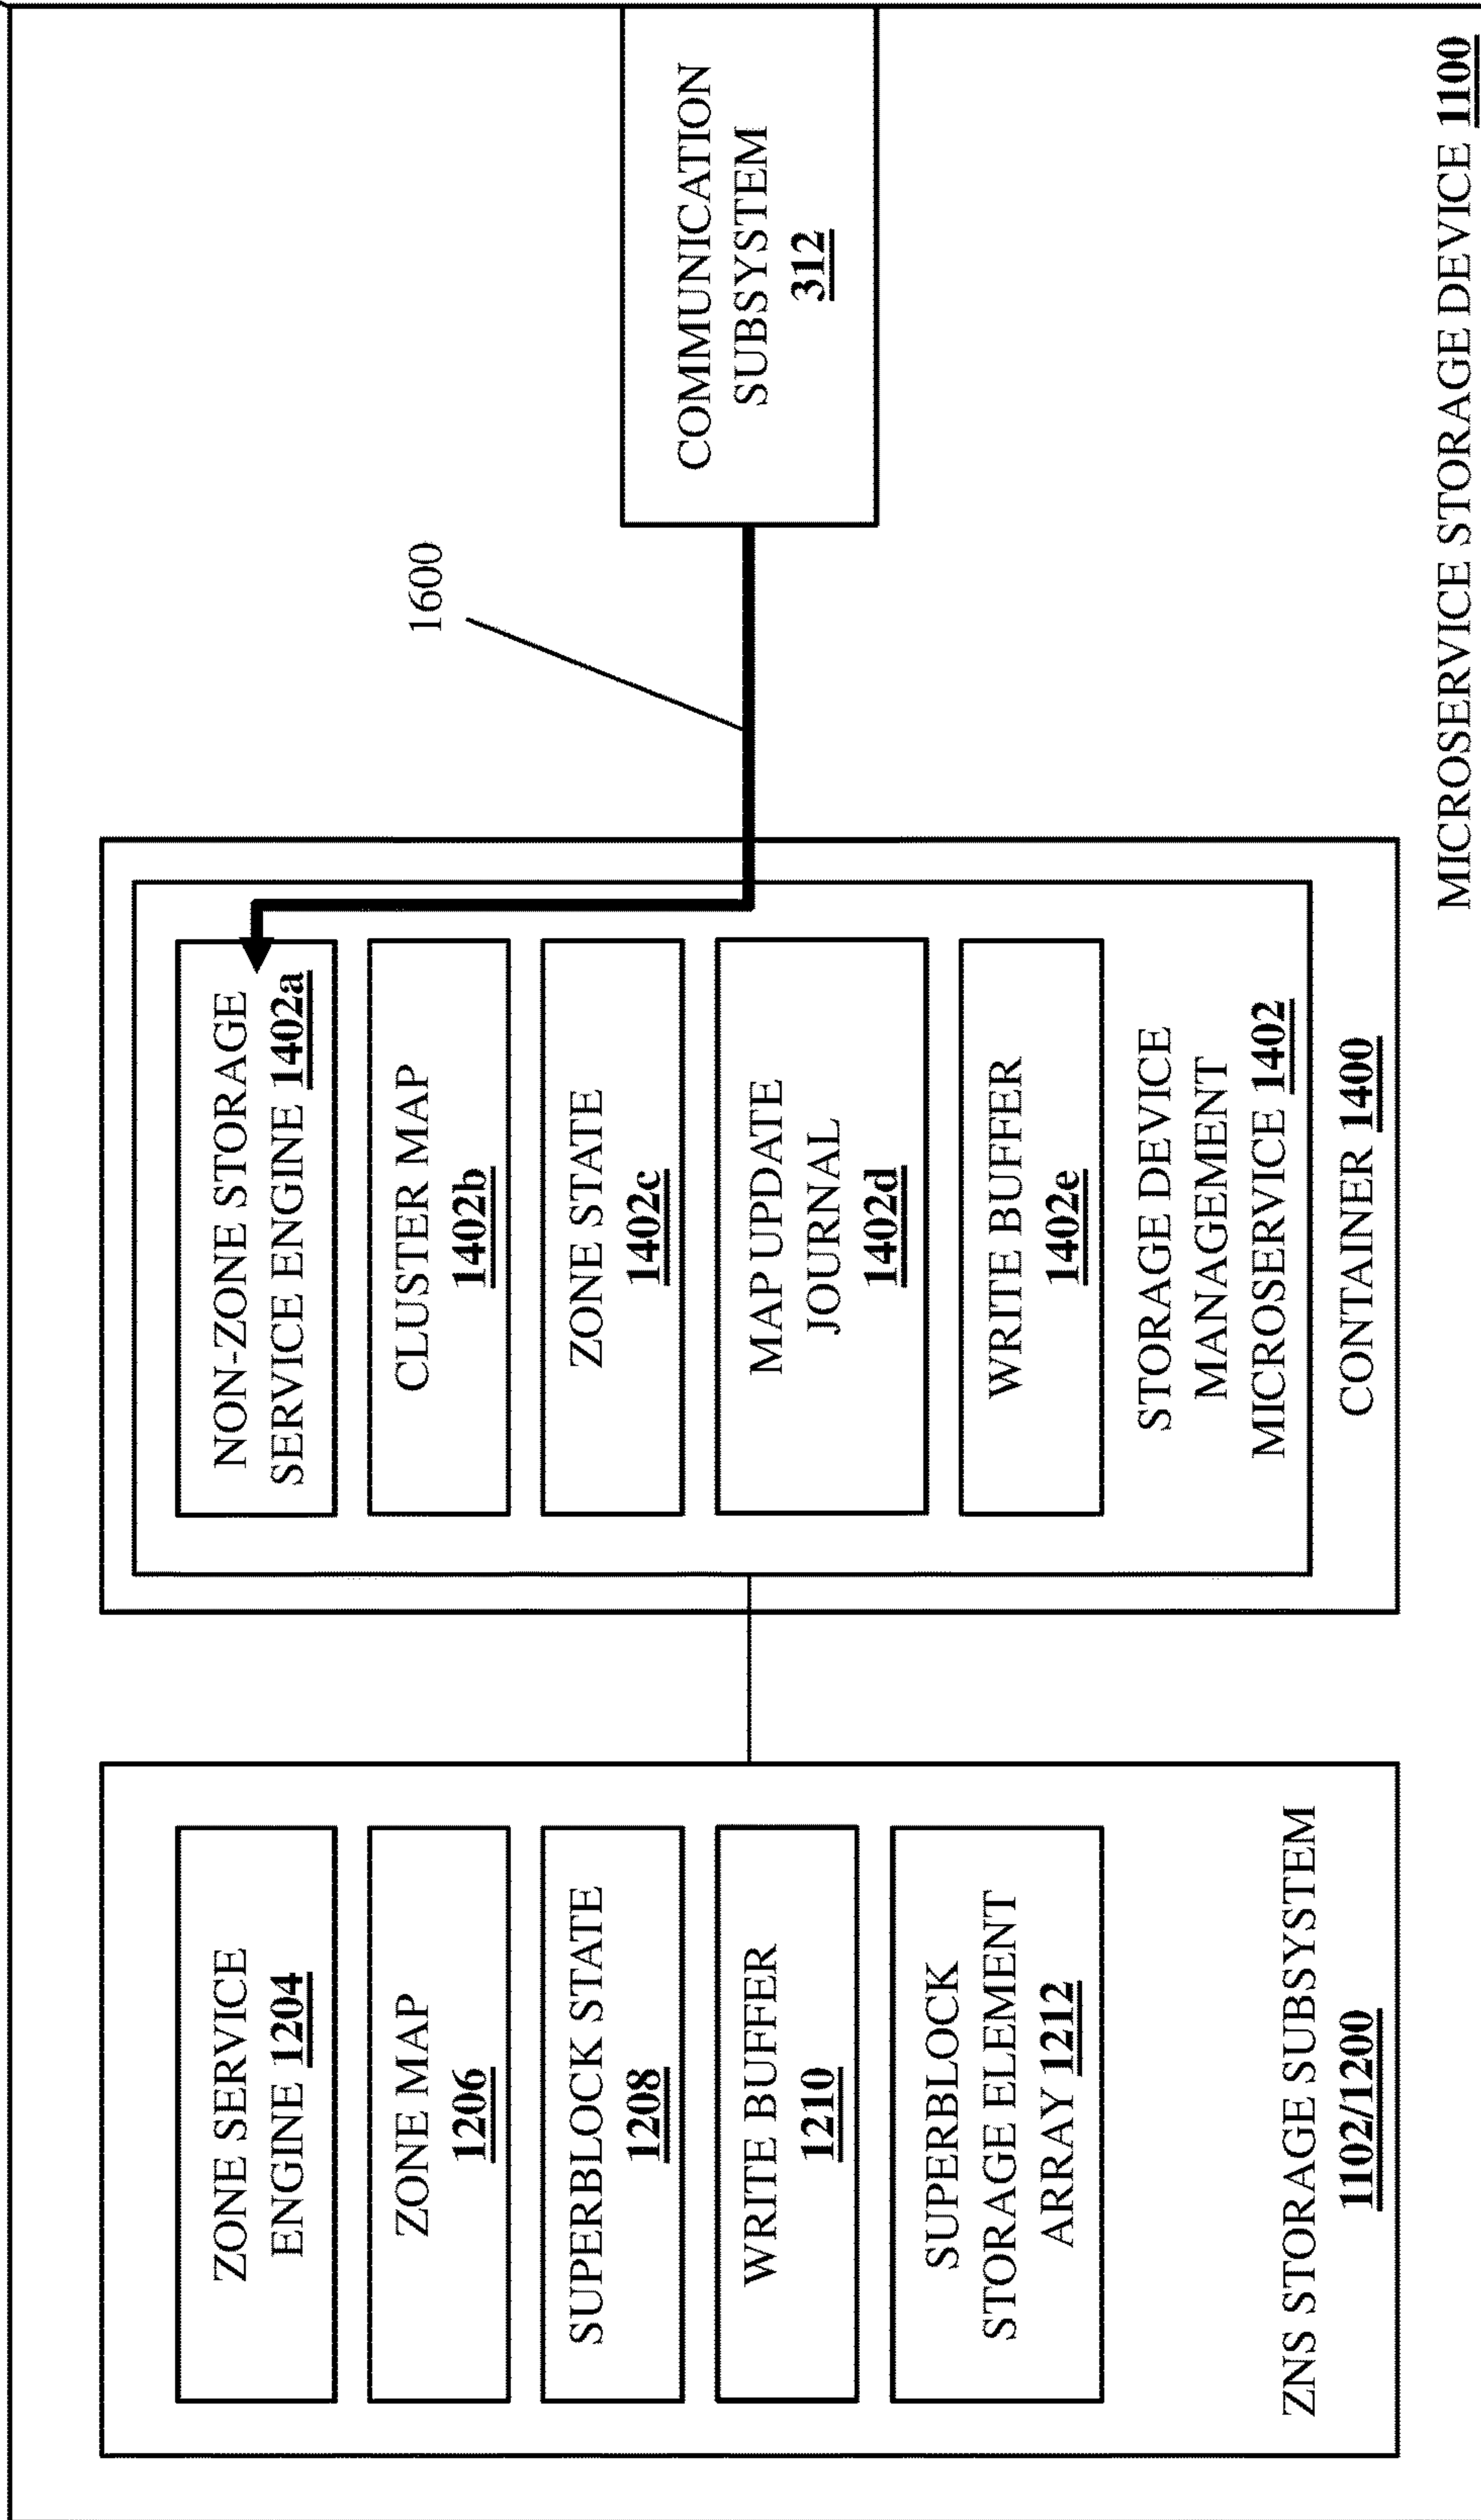 ZONE SERVICE
ENGINE 1204
ZONE MAP
1206
SUPERBLOCK STATE
1208
WRITE BUFFER
1210
SUPERBLOCK
STORAGE ELEMENT
ARRAY 1212
ZNS STORAGE SUBSYSTEM
1102/1200
NON-ZONE STORAGE
SERVICE ENGINE 1402a
CLUSTER MAP
1402b
ZONE STATE
1402c
MAP UPDATE
JOURNAL
1402d
WRITE BUFFER
1402e
STORAGE DEVICE
MANAGEMENT
MICROSERVICE 1402
CONTAINER 1400
1600
COMMUNICATION
SUBSYSTEM
312
MICROSERVICE STORAGE DEVICE 1100